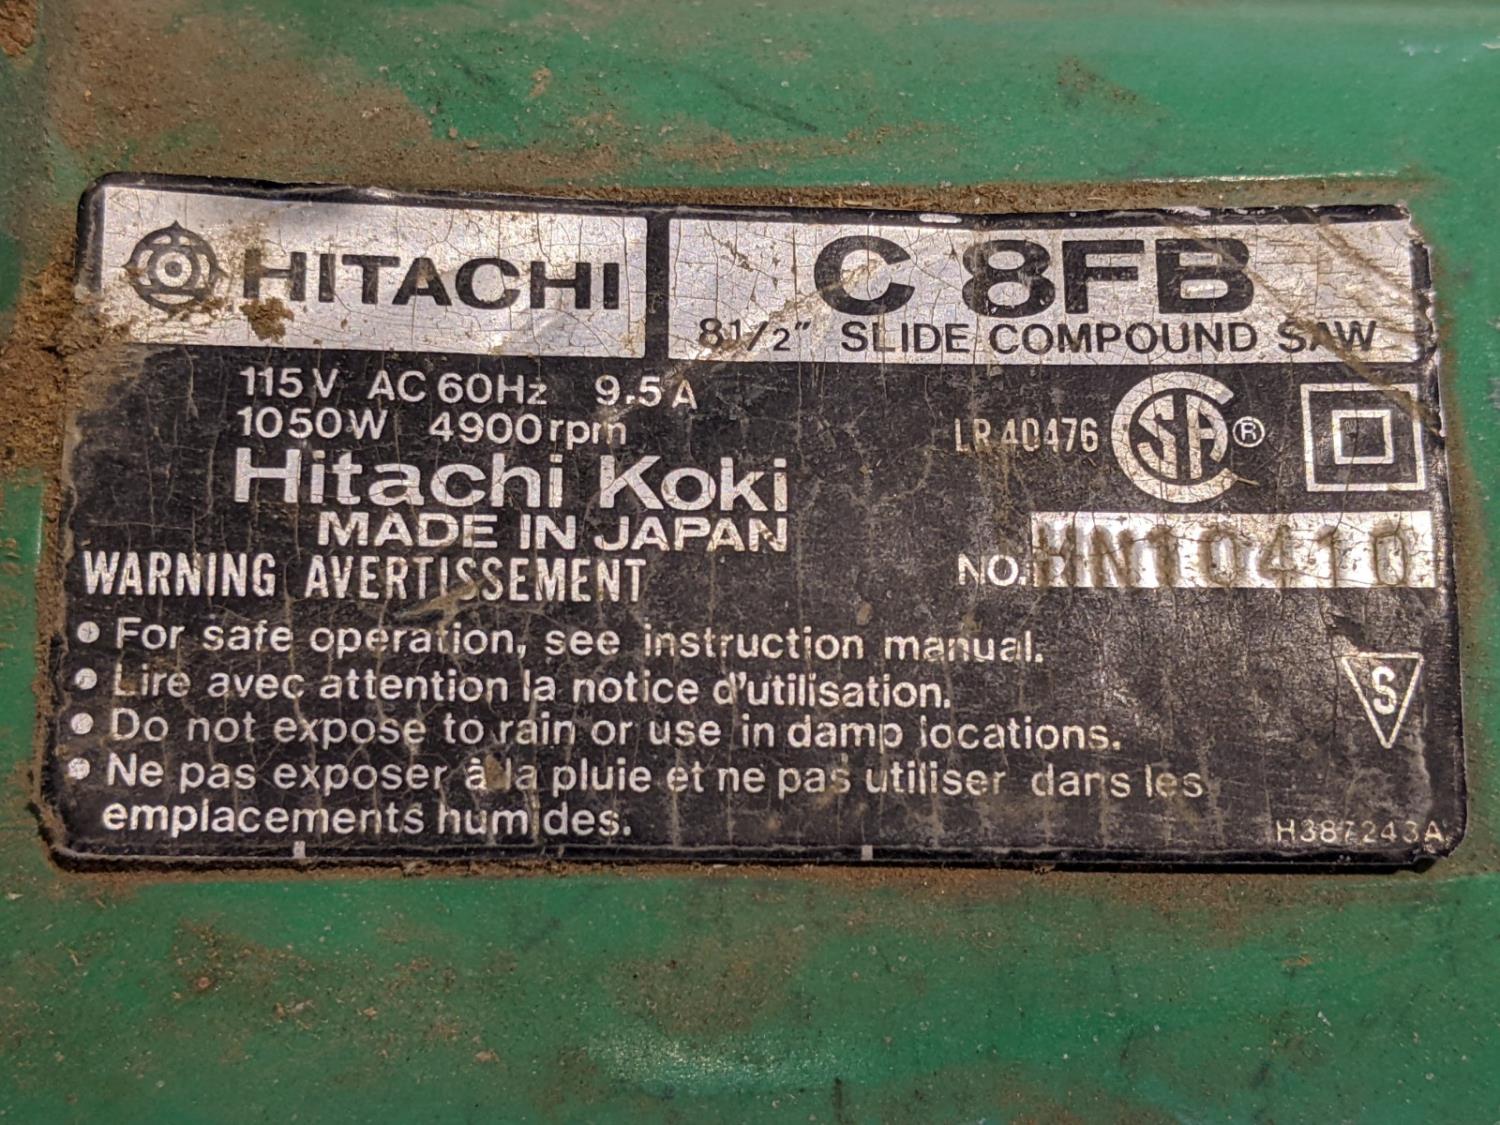 HITACHI
C 8FB
8 1/2" SLIDE COMPOUND SAW
115V AC 60Hz 9.5A
1050W 4900rpm
Hitachi Koki
MADE IN JAPAN
LR 40476 CSA ®
NO. HN10410
WARNING AVERTISSEMENT
• For safe operation, see instruction manual.
• Lire avec attention la notice d'utilisation.
• Do not expose to rain or use in damp locations.
• Ne pas exposer à la pluie et ne pas utiliser dans les
emplacements humides.
S
H387243A